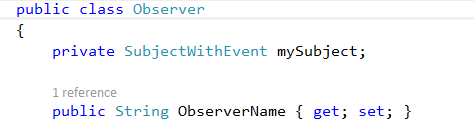 public class Observer
{
private SubjectWithEvent mySubject;
1 reference
public String ObserverName { get; set; }